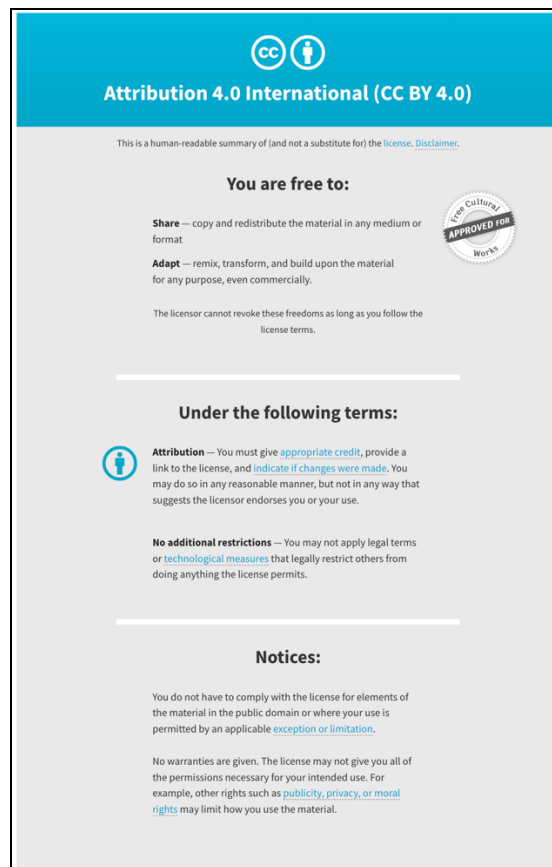 cc
Attribution 4.0 International (CC BY 4.0)
This is a human-readable summary of (and not a substitute for) the license. Disclaimer.
You are free to:
Share — copy and redistribute the material in any medium or
format
Adapt — remix, transform, and build upon the material
for any purpose, even commercially.
The licensor cannot revoke these freedoms as long as you follow the
license terms.
Free Cultural
APPROVED FOR
Works
Under the following terms:
Attribution — You must give appropriate credit, provide a
link to the license, and indicate if changes were made. You
may do so in any reasonable manner, but not in any way that
suggests the licensor endorses you or your use.
No additional restrictions — You may not apply legal terms
or technological measures that legally restrict others from
doing anything the license permits.
Notices:
You do not have to comply with the license for elements of
the material in the public domain or where your use is
permitted by an applicable exception or limitation.
No warranties are given. The license may not give you all of
the permissions necessary for your intended use. For
example, other rights such as publicity, privacy, or moral
rights may limit how you use the material.